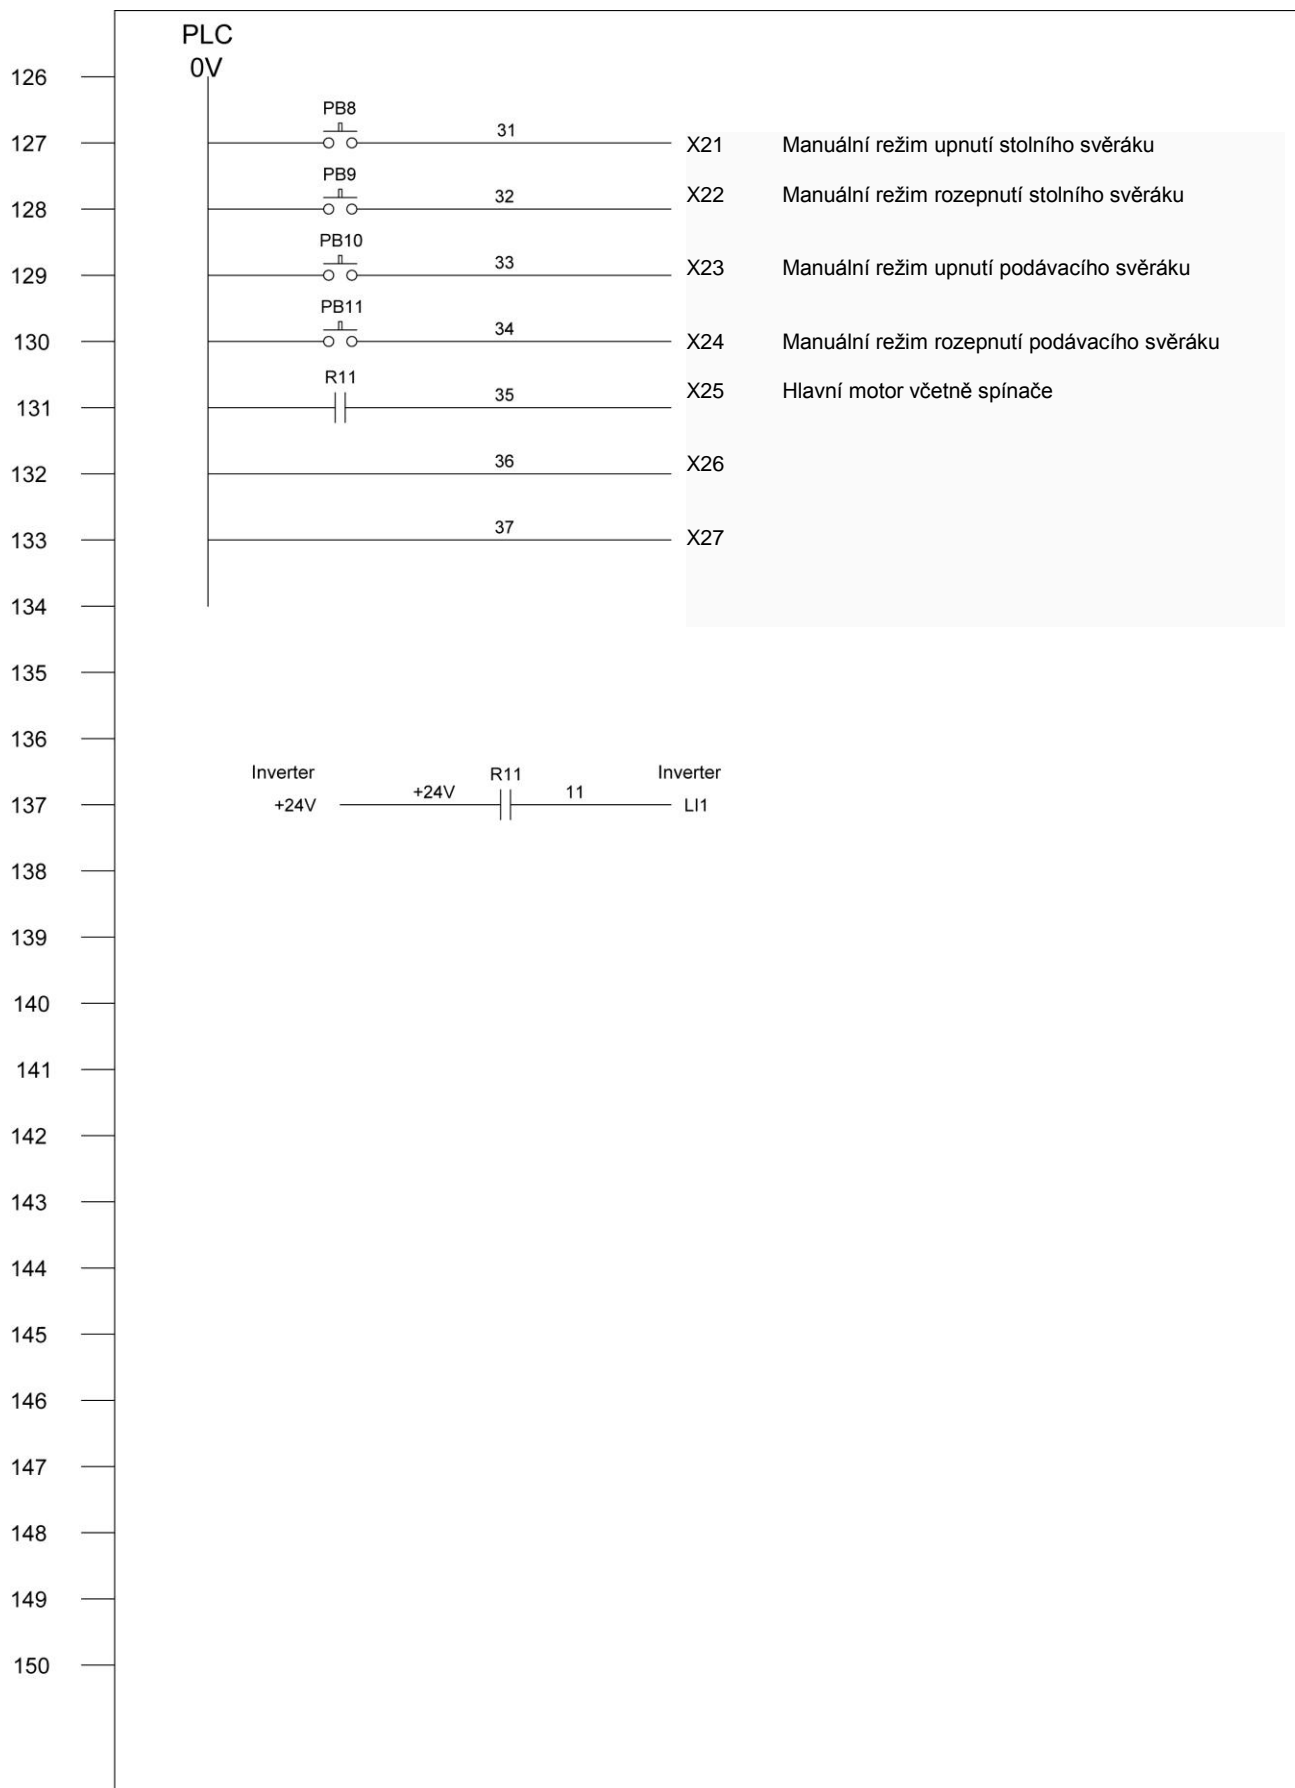 PLC
0V
126
PB8
127 31 X21 Manuální režim upnutí stolního svěráku
PB9
128 32 X22 Manuální režim rozepnutí stolního svěráku
PB10
129 33 X23 Manuální režim upnutí podávacího svěráku
PB11
130 34 X24 Manuální režim rozepnutí podávacího svěráku
R11
131 35 X25 Hlavní motor včetně spínače
132 36 X26
133 37 X27
134
135
136
Inverter R11 Inverter
137 +24V +24V 11 LI1
138
139
140
141
142
143
144
145
146
147
148
149
150